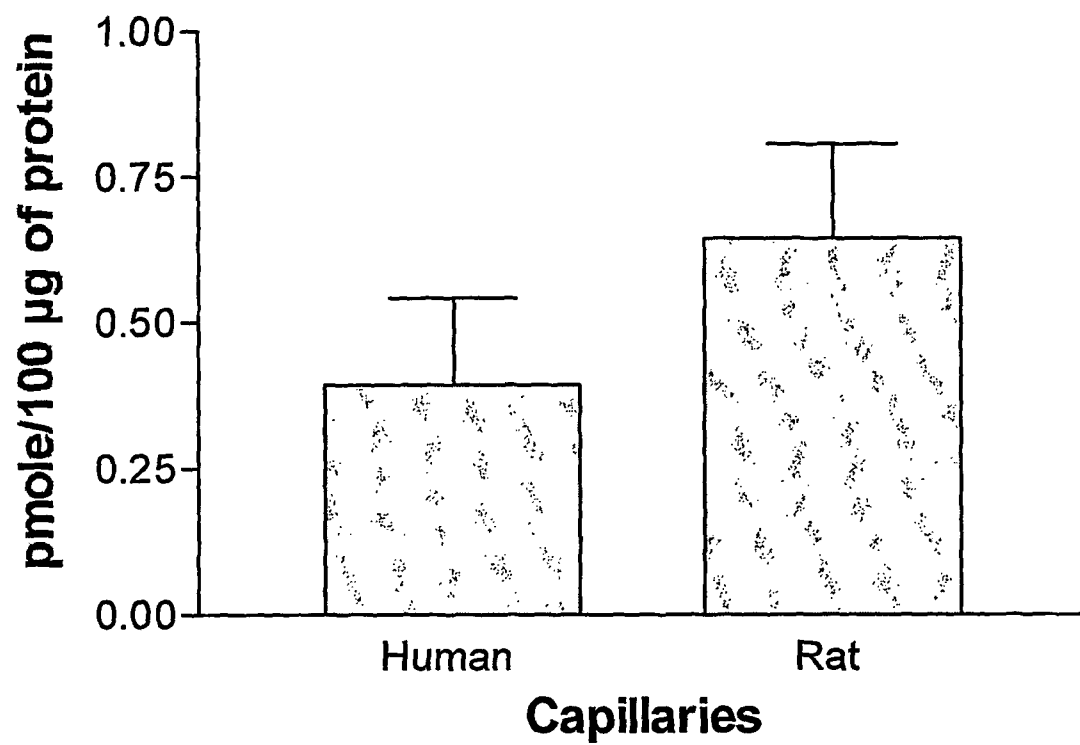 pmole/100 µg of protein
1.00
0.75
0.50
0.25
0.00
Human
Rat
Capillaries